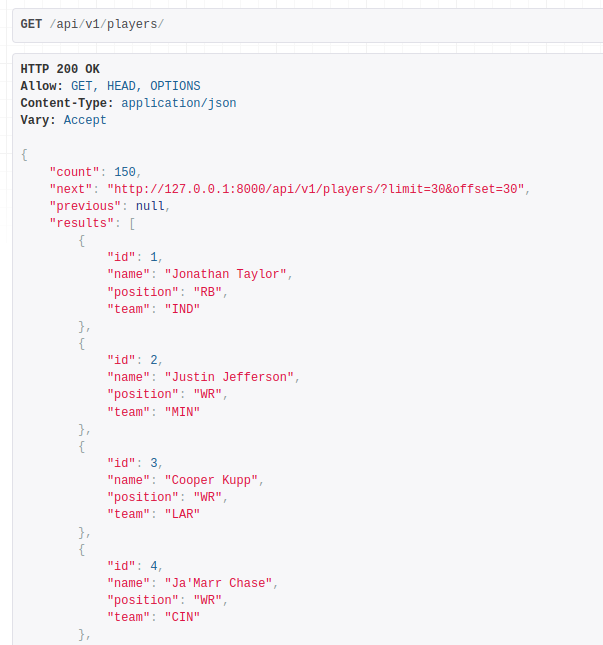 GET /api/v1/players/
HTTP 200 OK
Allow: GET, HEAD, OPTIONS
Content-Type: application/json
Vary: Accept
{
    "count": 150,
    "next": "http://127.0.0.1:8000/api/v1/players/?limit=30&offset=30",
    "previous": null,
    "results": [
        {
            "id": 1,
            "name": "Jonathan Taylor",
            "position": "RB",
            "team": "IND"
        },
        {
            "id": 2,
            "name": "Justin Jefferson",
            "position": "WR",
            "team": "MIN"
        },
        {
            "id": 3,
            "name": "Cooper Kupp",
            "position": "WR",
            "team": "LAR"
        },
        {
            "id": 4,
            "name": "Ja'Marr Chase",
            "position": "WR",
            "team": "CIN"
        },